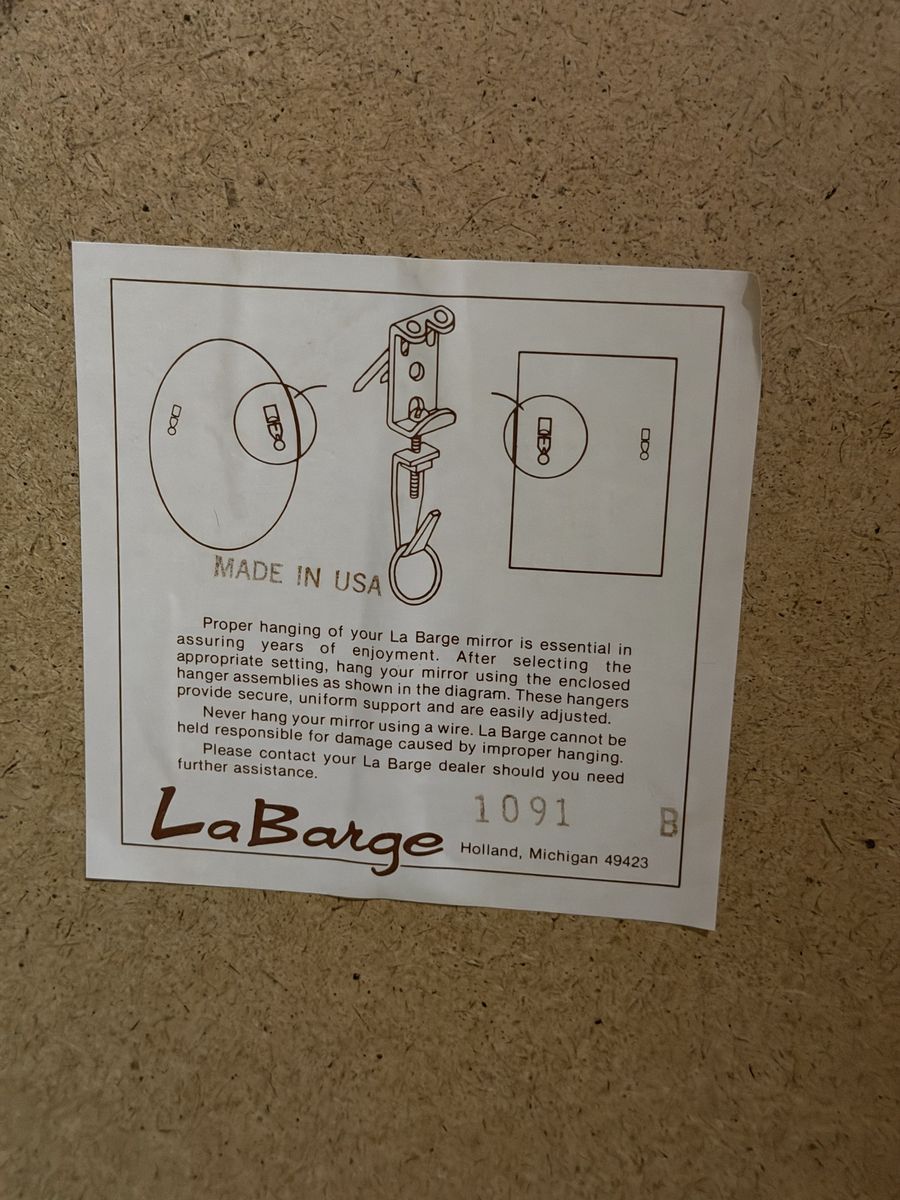 MADE IN USA
Proper hanging of your La Barge mirror is essential in
assuring years of enjoyment. After selecting the
appropriate setting, hang your mirror using the enclosed
hanger assemblies as shown in the diagram. These hangers
provide secure, uniform support and are easily adjusted.
Never hang your mirror using a wire. La Barge cannot be
held responsible for damage caused by improper hanging.
Please contact your La Barge dealer should you need
further assistance.
1091 B
LaBarge Holland, Michigan 49423